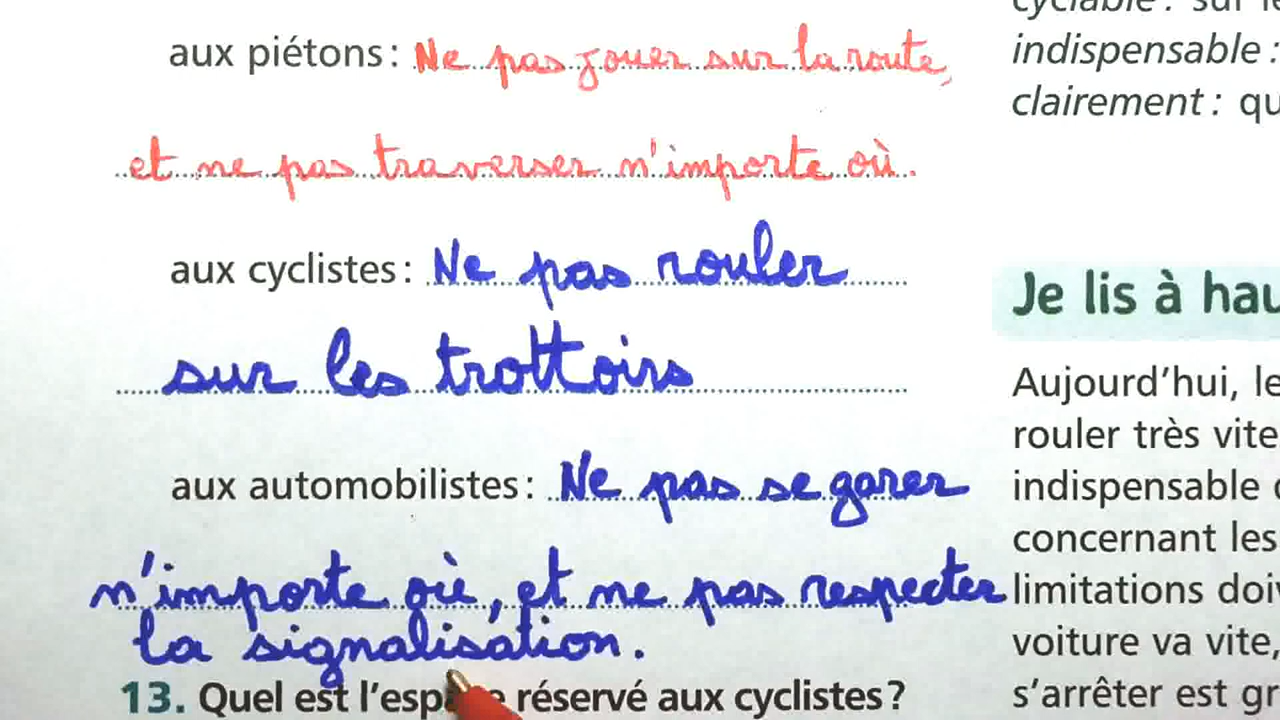 aux piétons : Ne pas jouer sur la route,
et ne pas traverser n'importe où.
aux cyclistes : Ne pas rouler
sur les trottoirs
aux automobilistes : Ne pas se garer
n'importe où, et ne pas respecter
la signalisation.
13. Quel est l'esp réservé aux cyclistes ?
cyclable : sur
indispensable :
clairement : qu
Je lis à hau
Aujourd'hui, le
rouler très vite
indispensable
concernant les
limitations doi
voiture va vite,
s'arrêter est gr